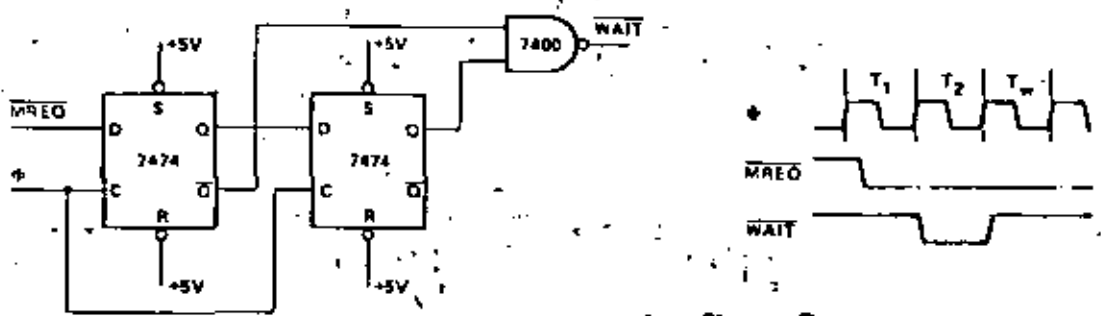 +5V
+5V
7400
WAIT
MREQ
S
S
D
Q
D
Q
7474
7474
Φ
C
Q
C
Q
R
R
+5V
+5V
T1
T2
Tw
Φ
MREQ
WAIT